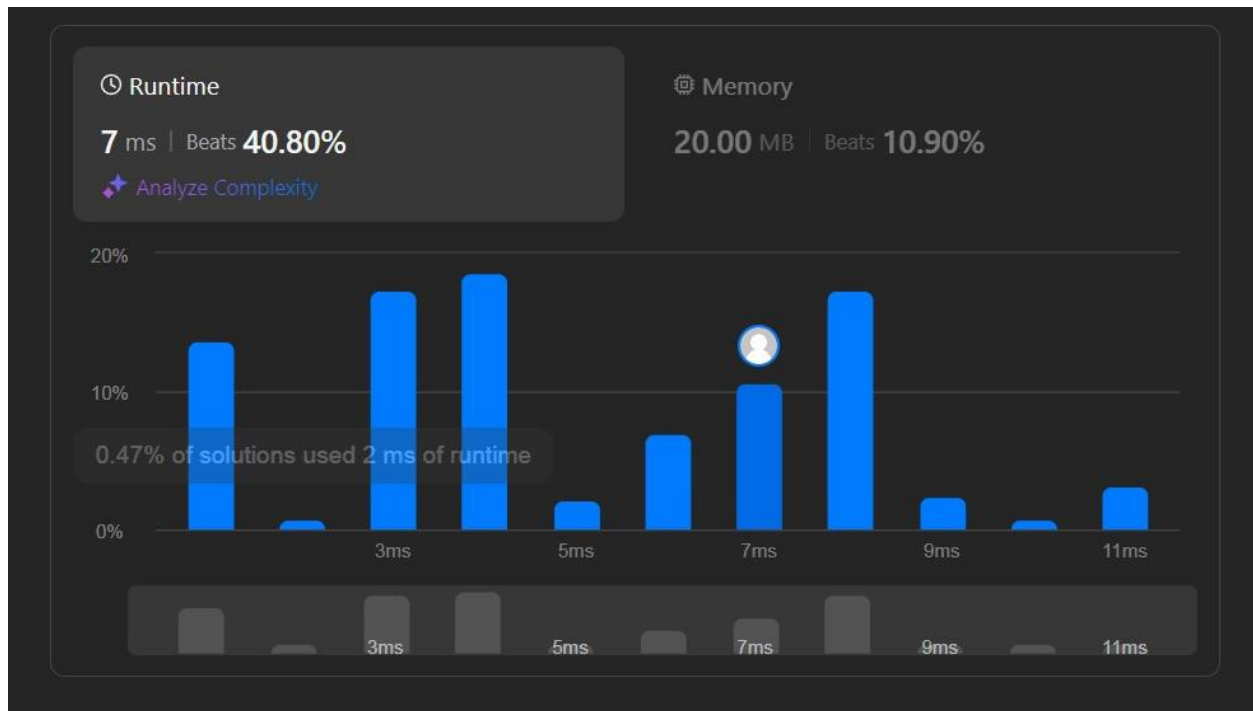 Runtime
7 ms | Beats 40.80%
Analyze Complexity
Memory
20.00 MB | Beats 10.90%
20%
10%
0%
0.47% of solutions used 2 ms of runtime
3ms 5ms 7ms 9ms 11ms
3ms 5ms 7ms 9ms 11ms